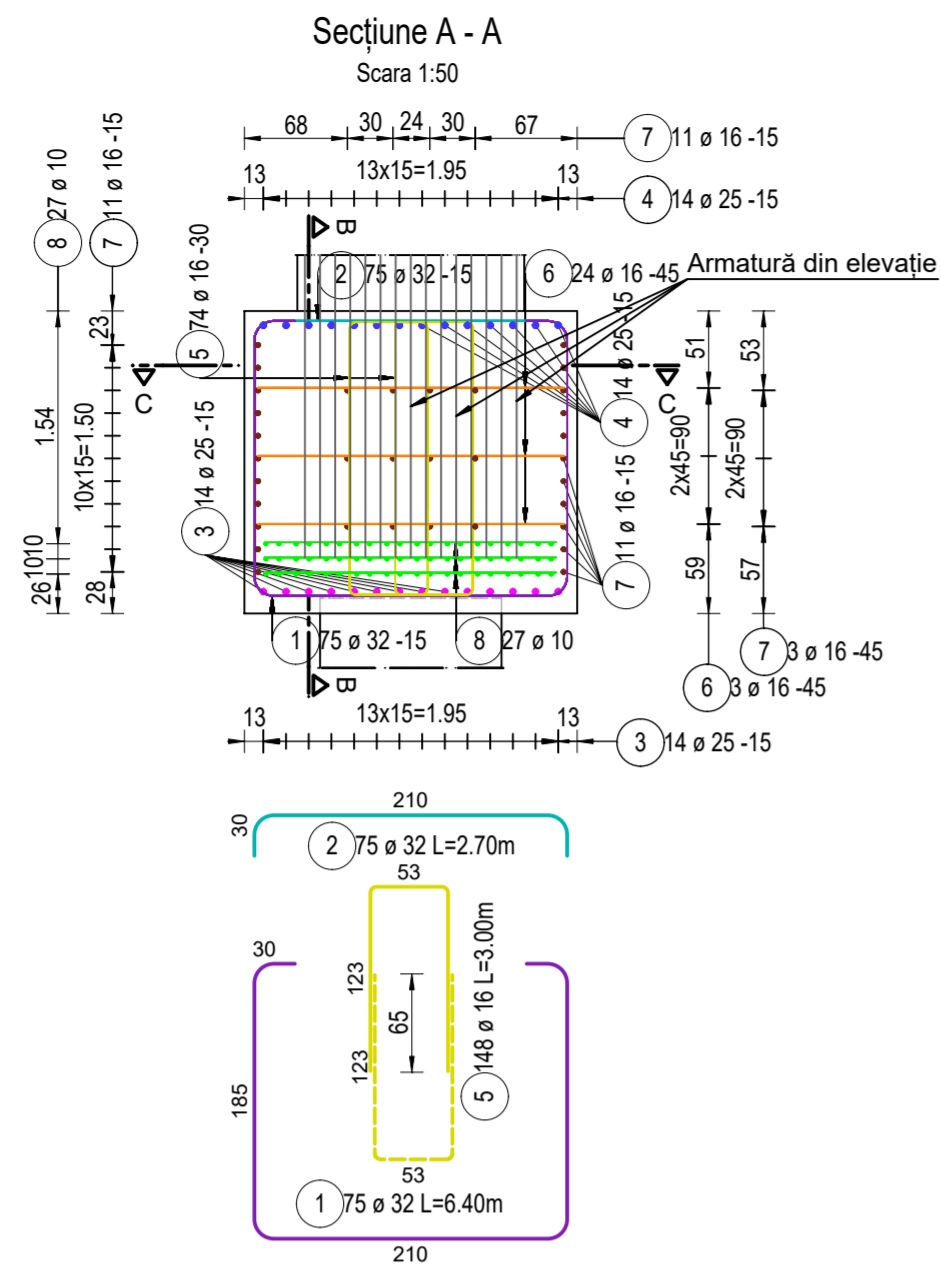 Secțiune A - A
Scara 1:50
68 30 24 30 67
7 11 ø 16 -15
13 13x15=1.95 13
4 14 ø 25 -15
8 27 ø 10
7 11 ø 16 -15
5 74 ø 16 -30
B
2 75 ø 32 -15
6 24 ø 16 -45
Armatură din elevație
C
C
23
1.54
10x15=1.50
1010
26
28
3 14 ø 25 -15
4 14 ø 25 -15
7 11 ø 16 -15
51
53
2x45=90
2x45=90
59
57
1 75 ø 32 -15
8 27 ø 10
7 3 ø 16 -45
6 3 ø 16 -45
B
13 13x15=1.95 13
3 14 ø 25 -15
210
30
2 75 ø 32 L=2.70m
53
30
123
65
123
5 148 ø 16 L=3.00m
185
53
1 75 ø 32 L=6.40m
210